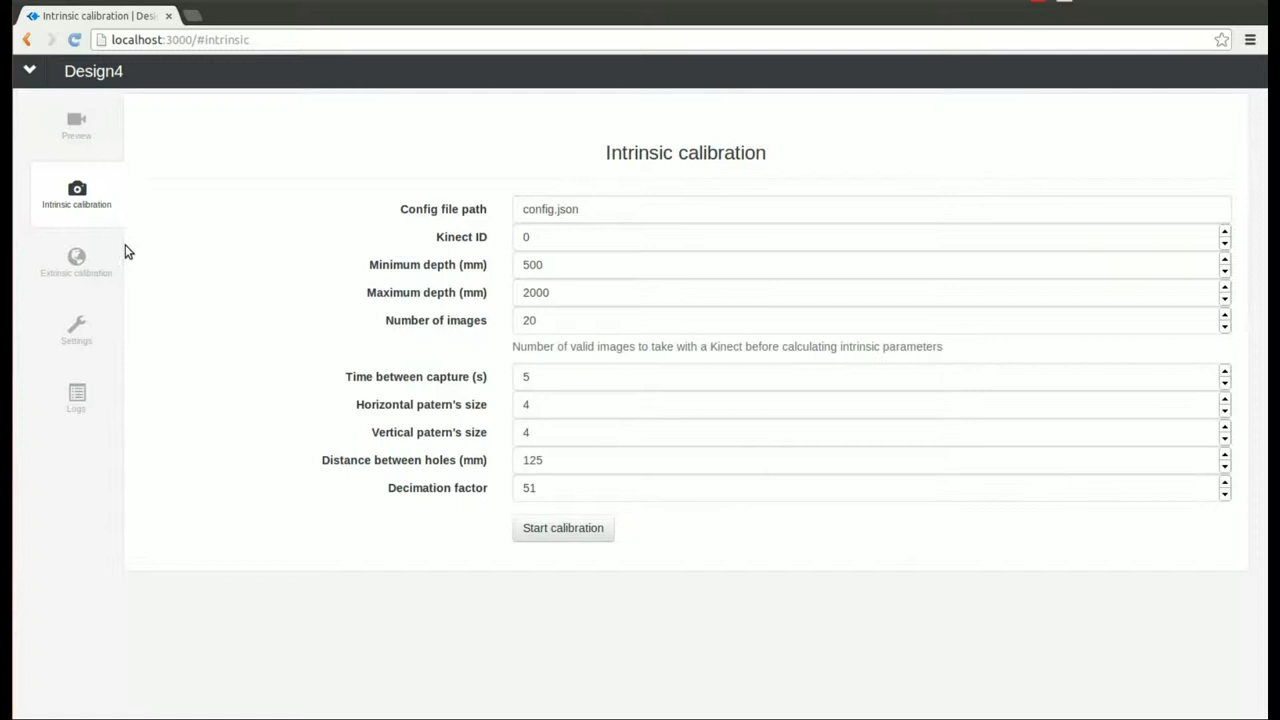 Intrinsic calibration | Desi
localhost:3000/#intrinsic
Design4
Preview
Intrinsic calibration
Extrinsic calibration
Settings
Logs
Intrinsic calibration
Config file path config.json
Kinect ID 0
Minimum depth (mm) 500
Maximum depth (mm) 2000
Number of images 20
Number of valid images to take with a Kinect before calculating intrinsic parameters
Time between capture (s) 5
Horizontal patern's size 4
Vertical patern's size 4
Distance between holes (mm) 125
Decimation factor 51
Start calibration